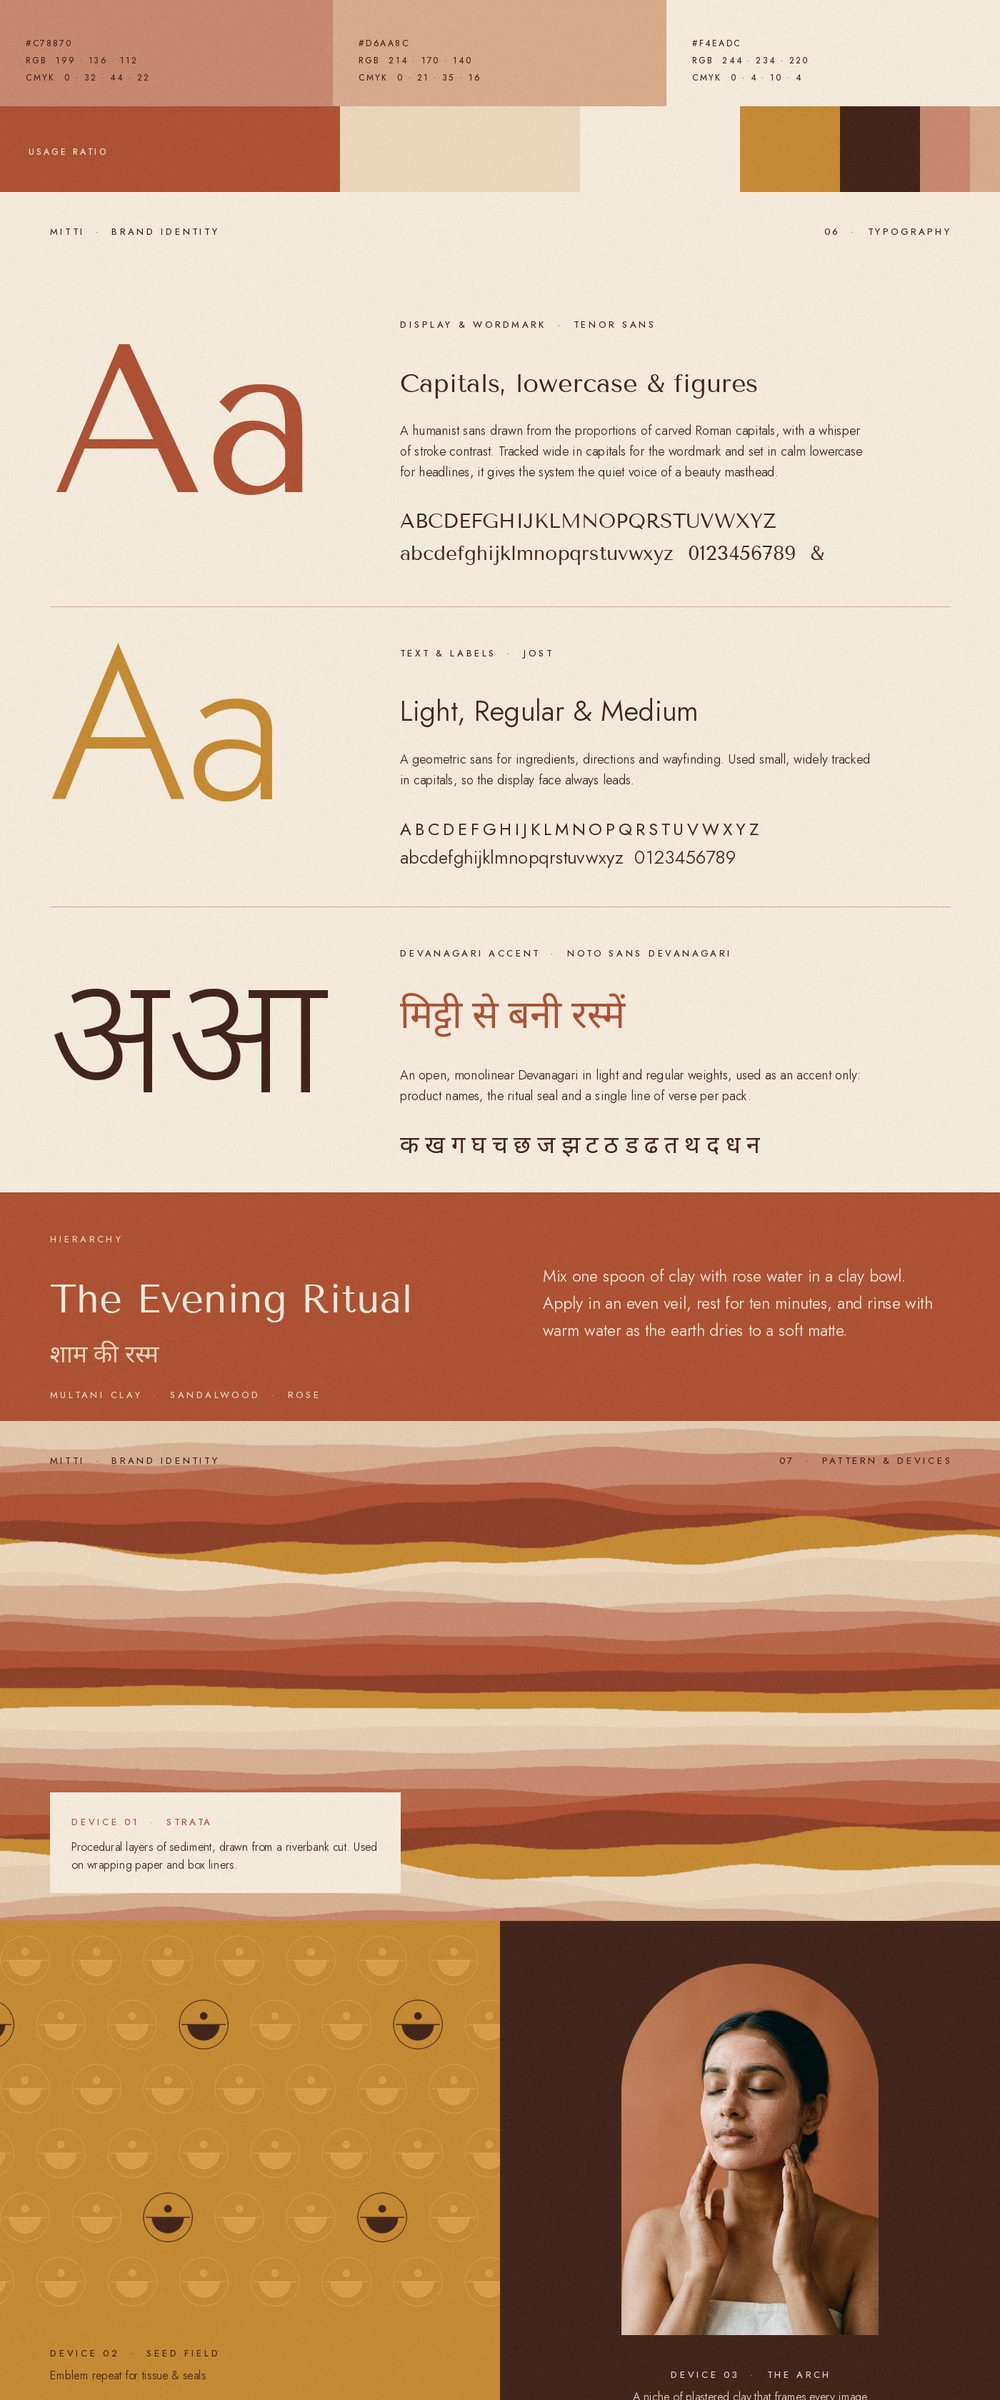 #C78870
RGB 199 · 136 · 112
CMYK 0 · 32 · 44 · 22
#D6AA8C
RGB 214 · 170 · 140
CMYK 0 · 21 · 35 · 16
#F4EADC
RGB 244 · 234 · 220
CMYK 0 · 4 · 10 · 4
USAGE RATIO
MITTI · BRAND IDENTITY
06 · TYPOGRAPHY
Aa
DISPLAY & WORDMARK · TENOR SANS
Capitals, lowercase & figures
A humanist sans drawn from the proportions of carved Roman capitals, with a whisper
of stroke contrast. Tracked wide in capitals for the wordmark and set in calm lowercase
for headlines, it gives the system the quiet voice of a beauty masthead.
ABCDEFGHIJKLMNOPQRSTUVWXYZ
abcdefghijklmnopqrstuvwxyz 0123456789 &
Aa
TEXT & LABELS · JOST
Light, Regular & Medium
A geometric sans for ingredients, directions and wayfinding. Used small, widely tracked
in capitals, so the display face always leads.
ABCDEFGHIJKLMNOPQRSTUVWXYZ
abcdefghijklmnopqrstuvwxyz 0123456789
अआ
DEVANAGARI ACCENT · NOTO SANS DEVANAGARI
मिट्टी से बनी रस्में
An open, monolinear Devanagari in light and regular weights, used as an accent only:
product names, the ritual seal and a single line of verse per pack.
क ख ग घ च छ ज झ ट ठ ड ढ त थ द ध न
HIERARCHY
The Evening Ritual
शाम की रस्म
MULTANI CLAY · SANDALWOOD · ROSE
Mix one spoon of clay with rose water in a clay bowl.
Apply in an even veil, rest for ten minutes, and rinse with
warm water as the earth dries to a soft matte.
MITTI · BRAND IDENTITY
07 · PATTERN & DEVICES
DEVICE 01 · STRATA
Procedural layers of sediment, drawn from a riverbank cut. Used
on wrapping paper and box liners.
DEVICE 02 · SEED FIELD
Emblem repeat for tissue & seals
DEVICE 03 · THE ARCH
A niche of plastered clay that frames every image